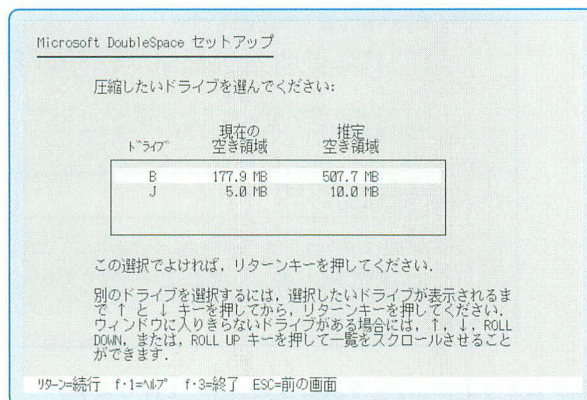 Microsoft DoubleSpace セットアップ
圧縮したいドライブを選んでください:
現在の 推定
ﾄﾞﾗｲﾌﾞ 空き領域 空き領域
B 177.9 MB 507.7 MB
J 5.0 MB 10.0 MB
この選択でよければ，リターンキーを押してください．
別のドライブを選択するには，選択したいドライブが表示されるま
で ↑ と ↓ キーを押してから，リターンキーを押してください．
ウィンドウに入りきらないドライブがある場合には，↑，↓，ROLL
DOWN，または，ROLL UP キーを押して一覧をスクロールさせること
ができます．
ﾘﾀｰﾝ=続行 f･1=ﾍﾙﾌﾟ f･3=終了 ESC=前の画面